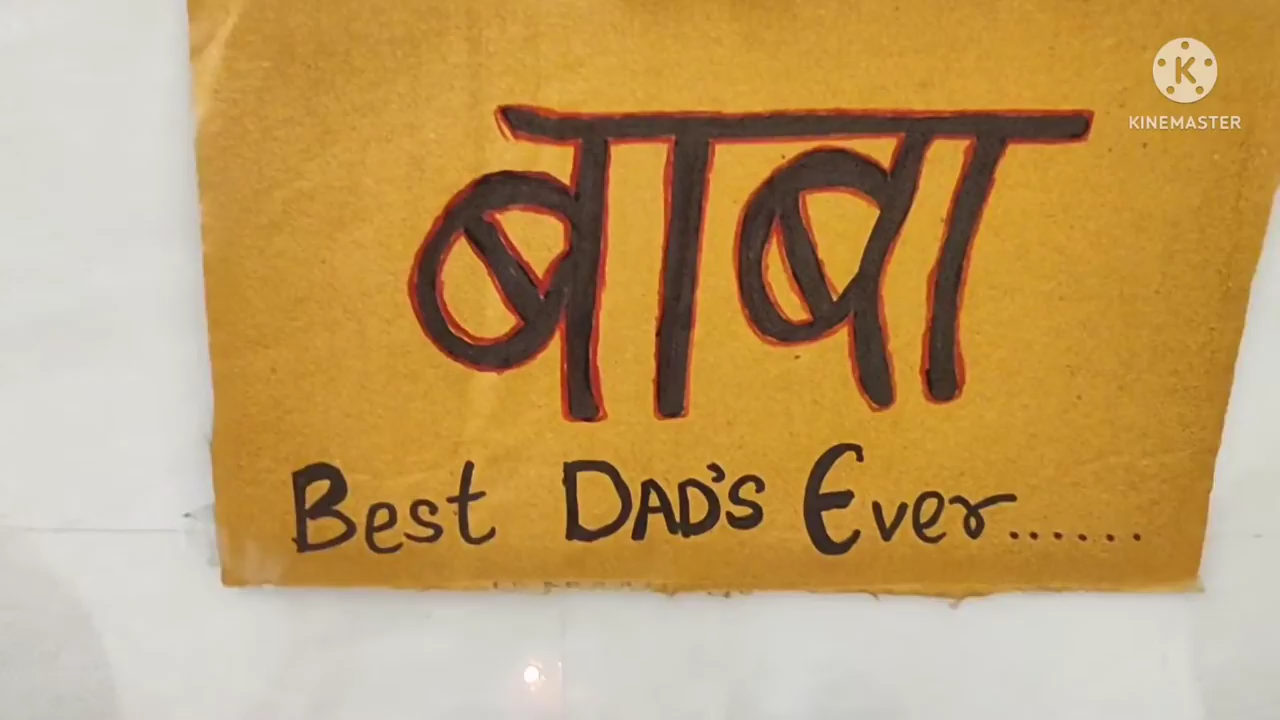 बाबा
Best DAD'S Ever......
KINEMASTER